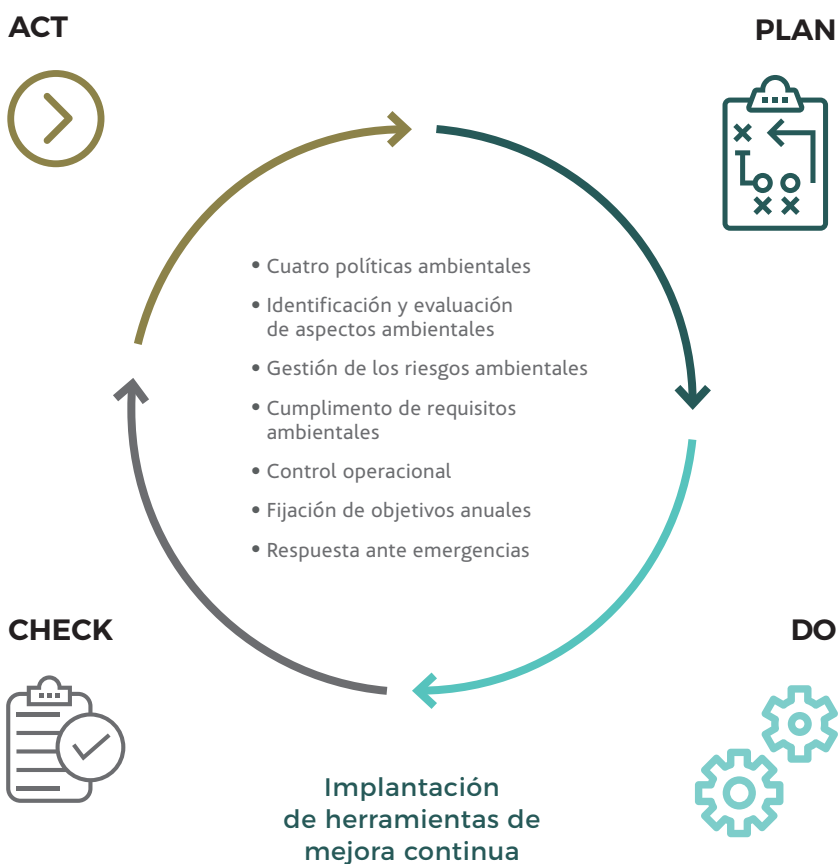 ACT
PLAN
• Cuatro políticas ambientales
• Identificación y evaluación
de aspectos ambientales
• Gestión de los riesgos ambientales
• Cumplimento de requisitos
ambientales
• Control operacional
• Fijación de objetivos anuales
• Respuesta ante emergencias
CHECK
DO
Implantación
de herramientas de
mejora continua